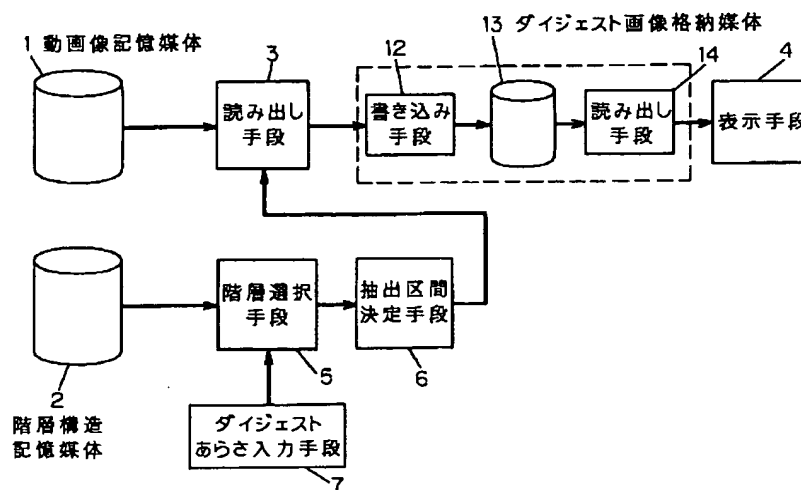 1 動画像記憶媒体
13 ダイジェスト画像格納媒体
3
12
14
4
読み出し
手段
書き込み
手段
読み出し
手段
表示手段
階層選択
手段
抽出区間
決定手段
2
5
6
階層構造
記憶媒体
ダイジェスト
あらさ入力手段
7